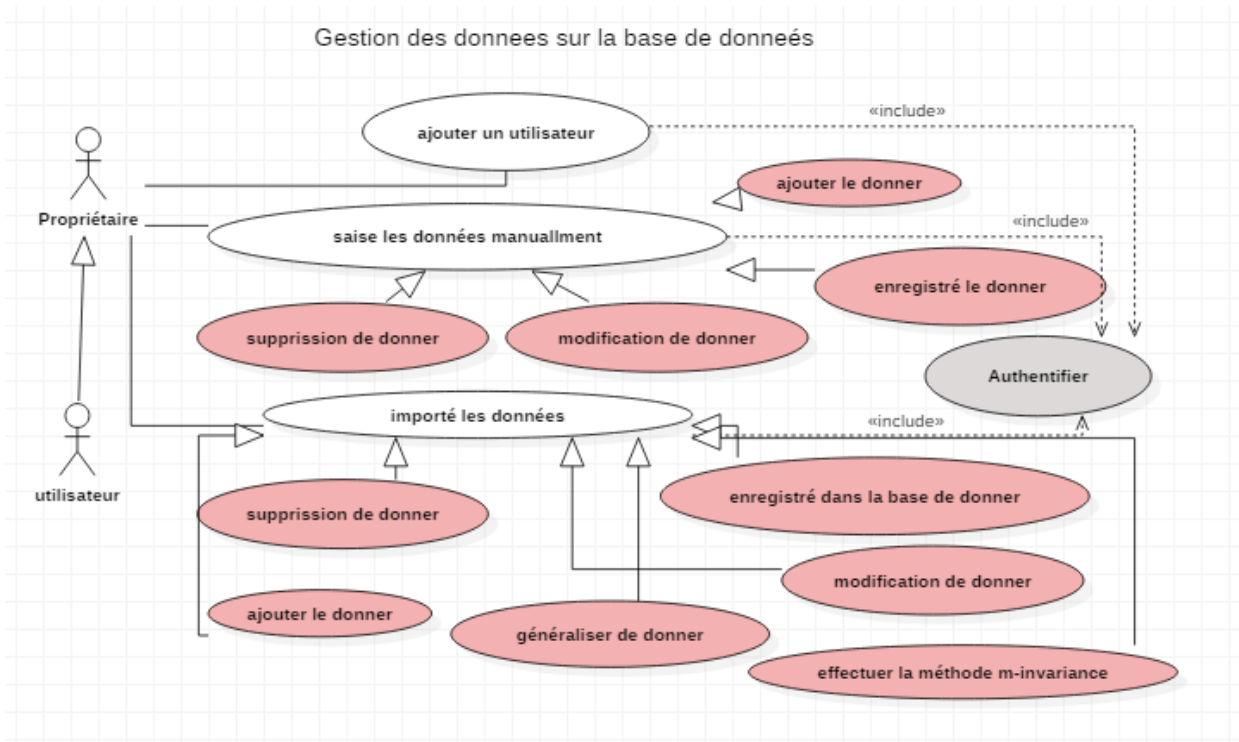 Gestion des donnees sur la base de donneés
«include»
ajouter un utilisateur
ajouter le donner
Propriétaire
«include»
saise les données manuallment
enregistré le donner
supprission de donner
modification de donner
Authentifier
importé les données
«include»
utilisateur
enregistré dans la base de donner
supprission de donner
modification de donner
ajouter le donner
généraliser de donner
effectuer la méthode m-invariance